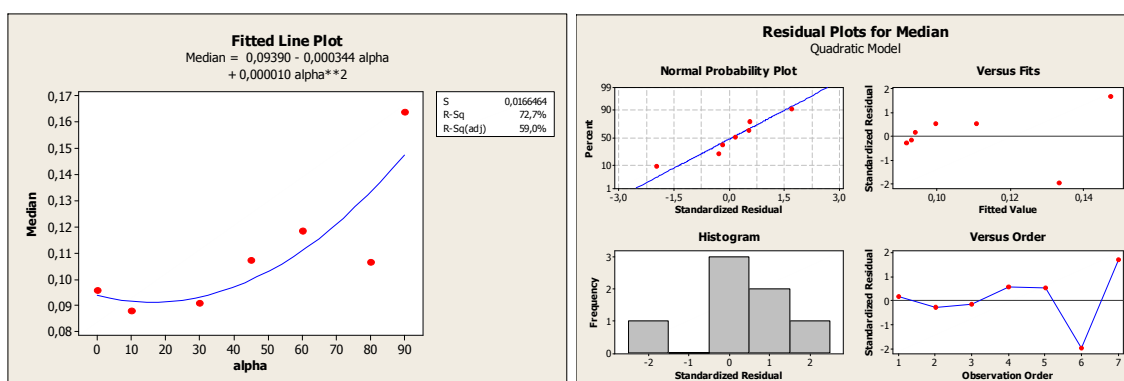 Fitted Line Plot
Median = 0,09390 - 0,000344 alpha
+ 0,000010 alpha**2
0,17
0,16
0,15
0,14
0,13
0,12
0,11
0,10
0,09
0,08
Median
0 10 20 30 40 50 60 70 80 90
alpha
S 0,0166464
R-Sq 72,7%
R-Sq(adj) 59,0%
Residual Plots for Median
Quadratic Model
Normal Probability Plot
99
90
50
10
1
Percent
-3,0 -1,5 0,0 1,5 3,0
Standardized Residual
Versus Fits
2
1
0
-1
-2
Standardized Residual
0,10 0,12 0,14
Fitted Value
Histogram
3
2
1
0
Frequency
-2 -1 0 1 2
Standardized Residual
Versus Order
2
1
0
-1
-2
Standardized Residual
1 2 3 4 5 6 7
Observation Order